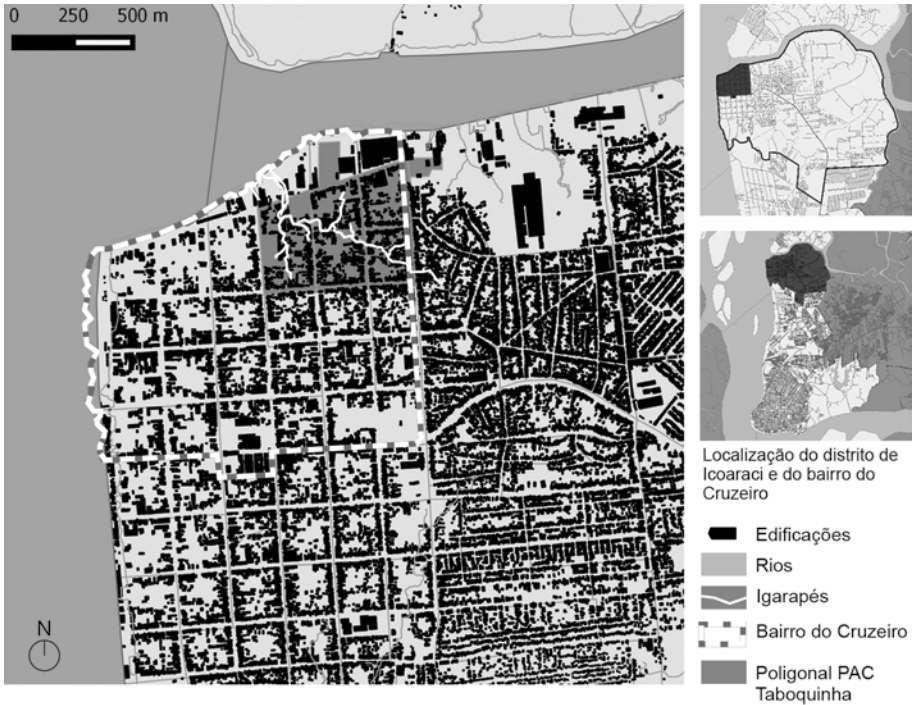 0 250 500 m
N
Localização do distrito de
Icoaraci e do bairro do
Cruzeiro
Edificações
Rios
Igarapés
Bairro do Cruzeiro
Poligonal PAC
Taboquinha